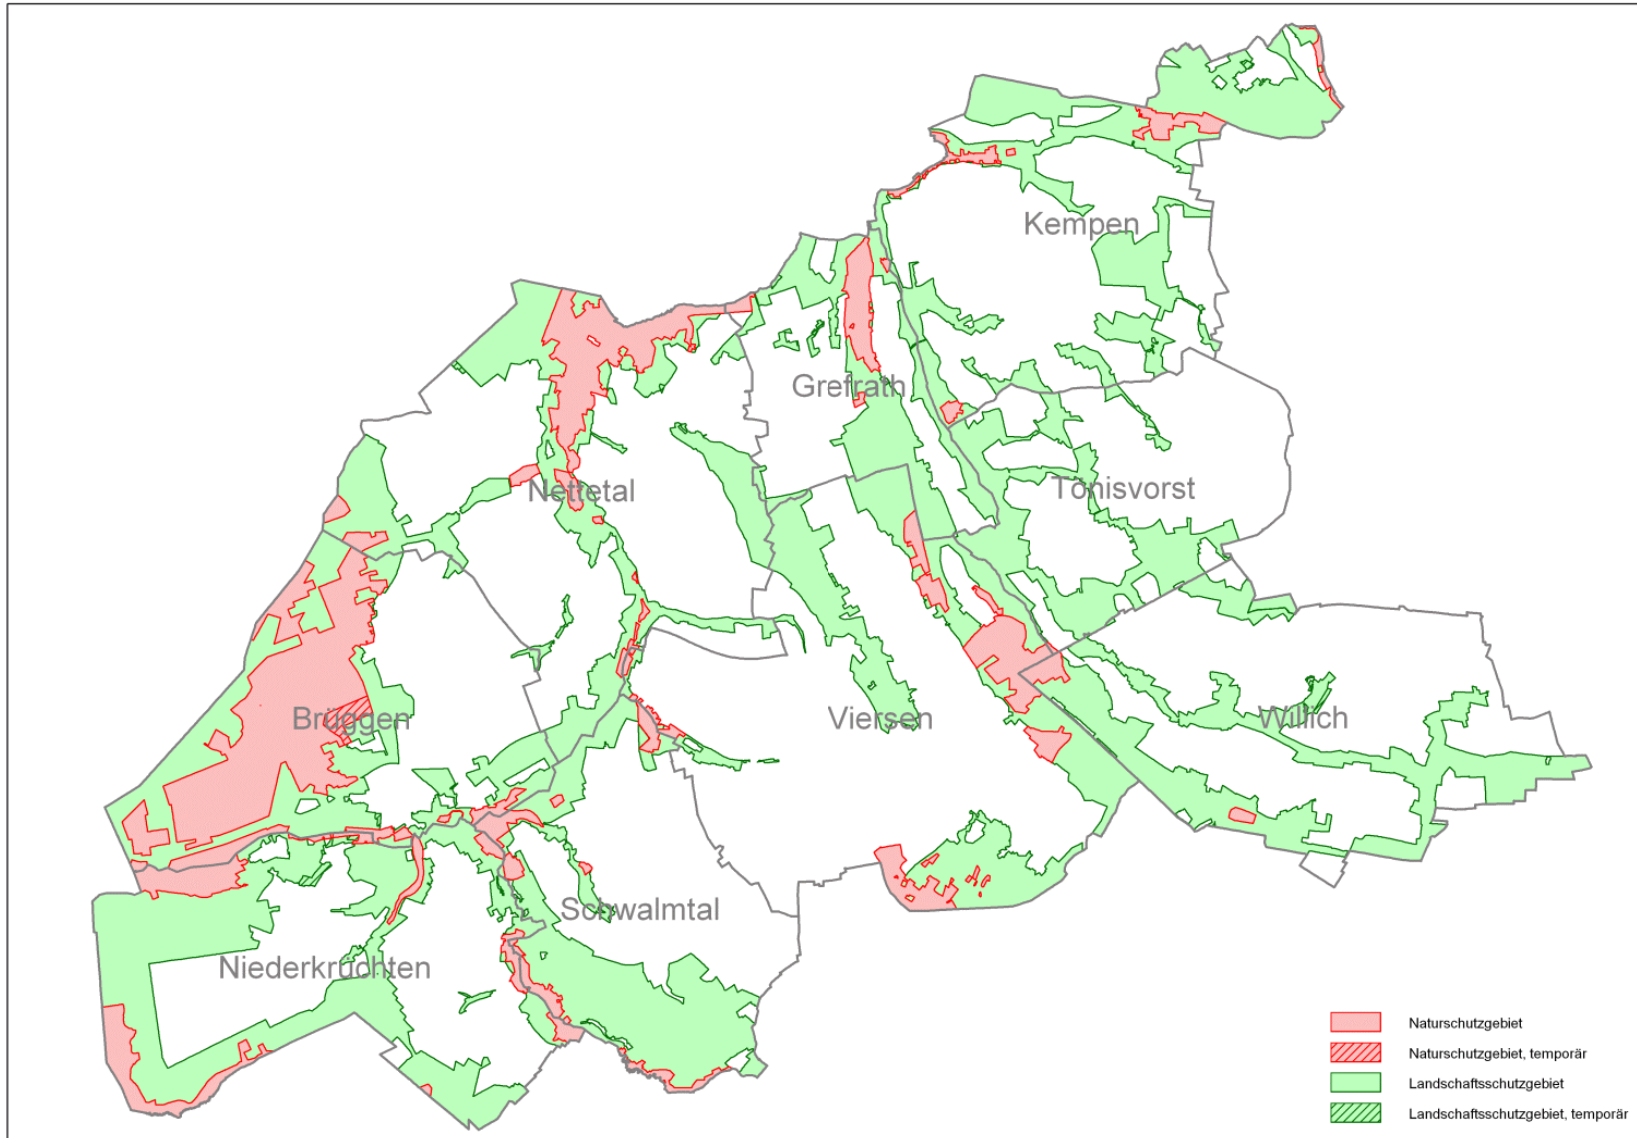 Kempen
Grefrath
Nettetal
Tönisvorst
Brüggen
Viersen
Willich
Schwalmtal
Niederkrüchten
Naturschutzgebiet
Naturschutzgebiet, temporär
Landschaftsschutzgebiet
Landschaftsschutzgebiet, temporär